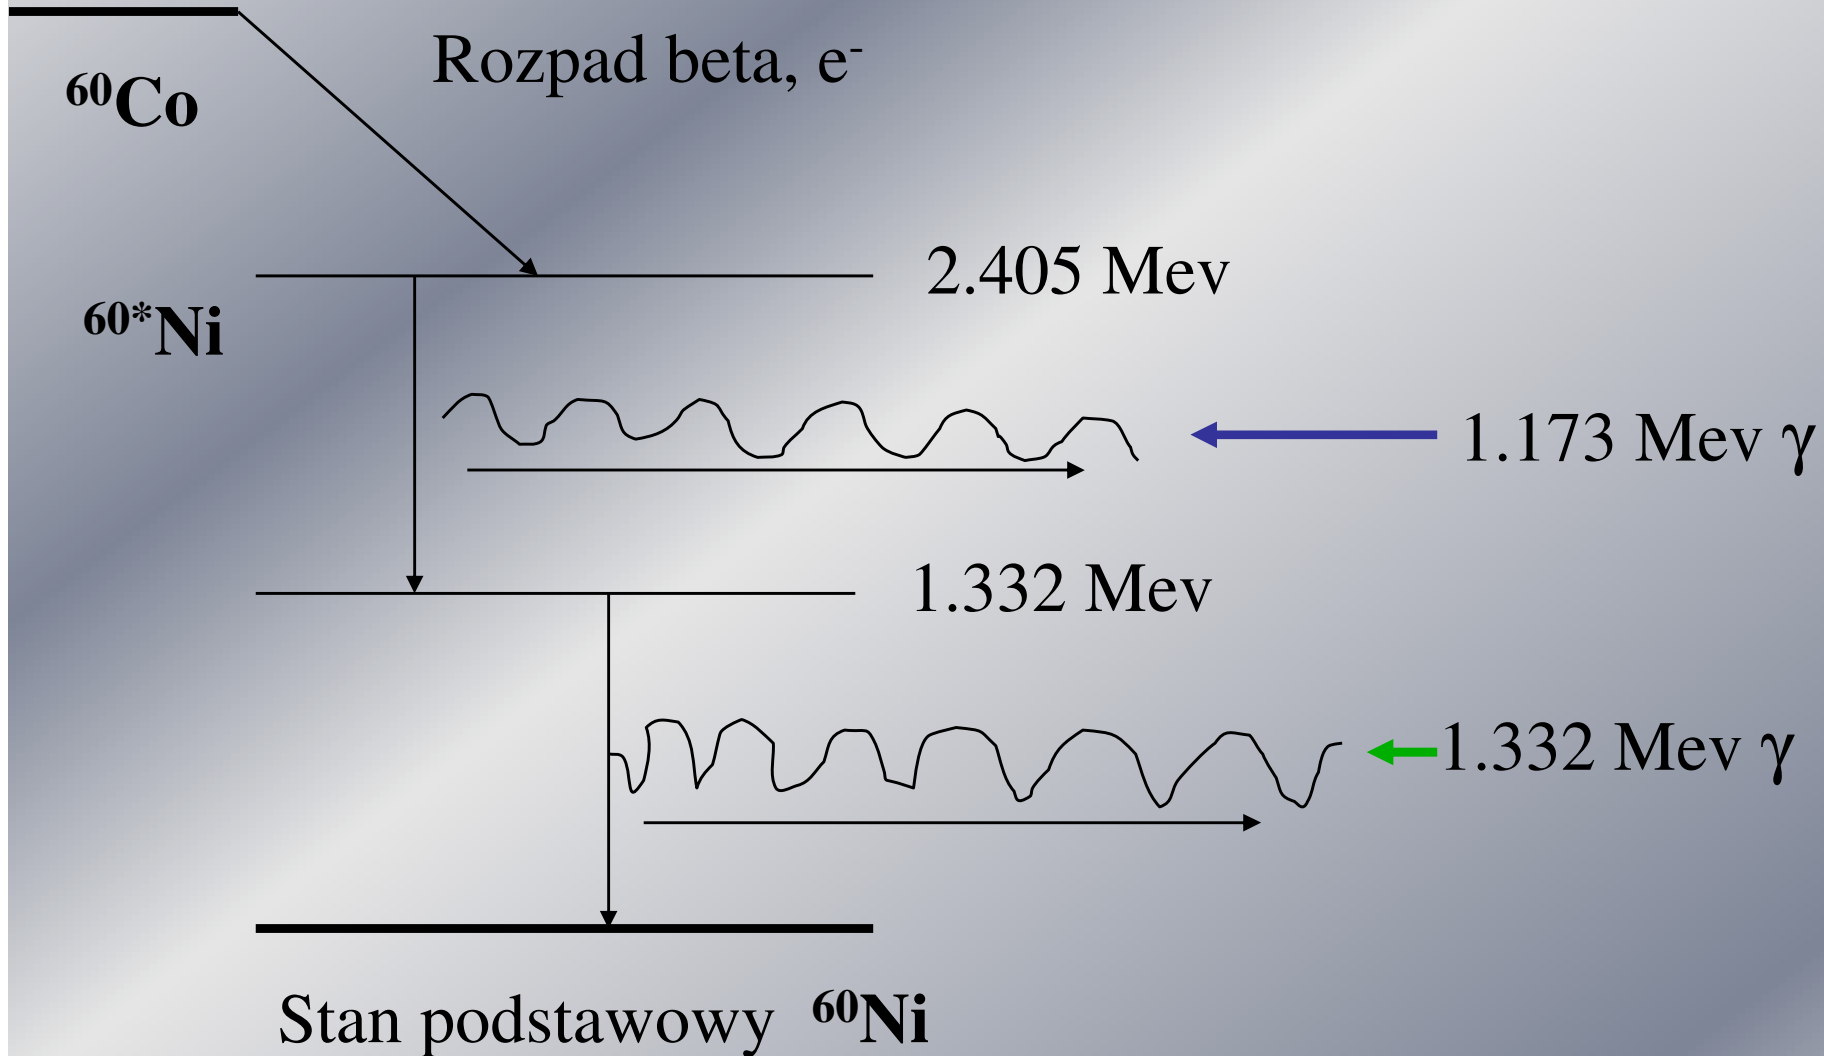 Rozpad beta, e⁻
⁶⁰Co
2.405 Mev
⁶⁰*Ni
1.173 Mev γ
1.332 Mev
1.332 Mev γ
Stan podstawowy ⁶⁰Ni